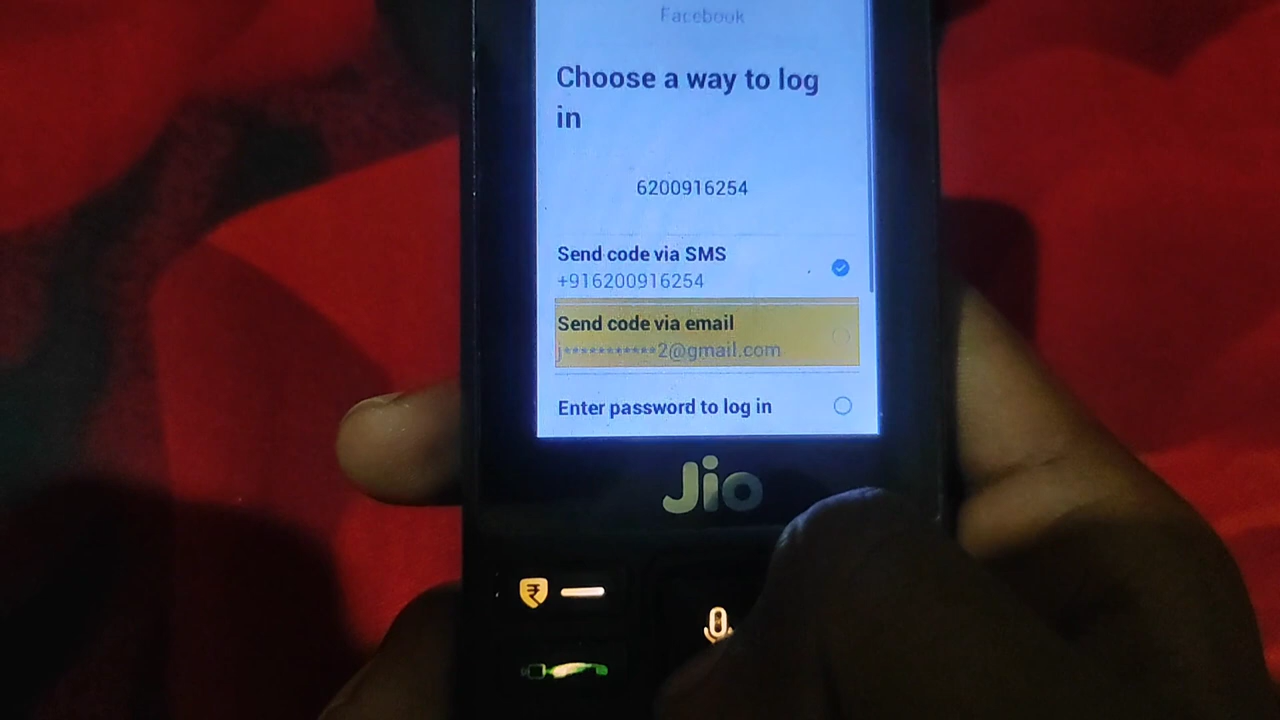 Facebook
Choose a way to log
in
6200916254
Send code via SMS
+916200916254
Send code via email
j***********2@gmail.com
Enter password to log in
Jio
₹